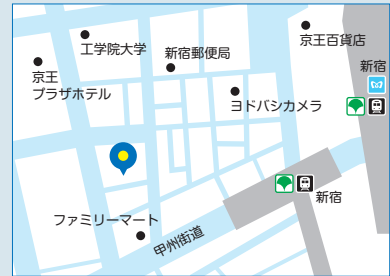 工学院大学
京王百貨店
新宿郵便局
新宿
京王
プラザホテル
ヨドバシカメラ
新宿
ファミリーマート
甲州街道